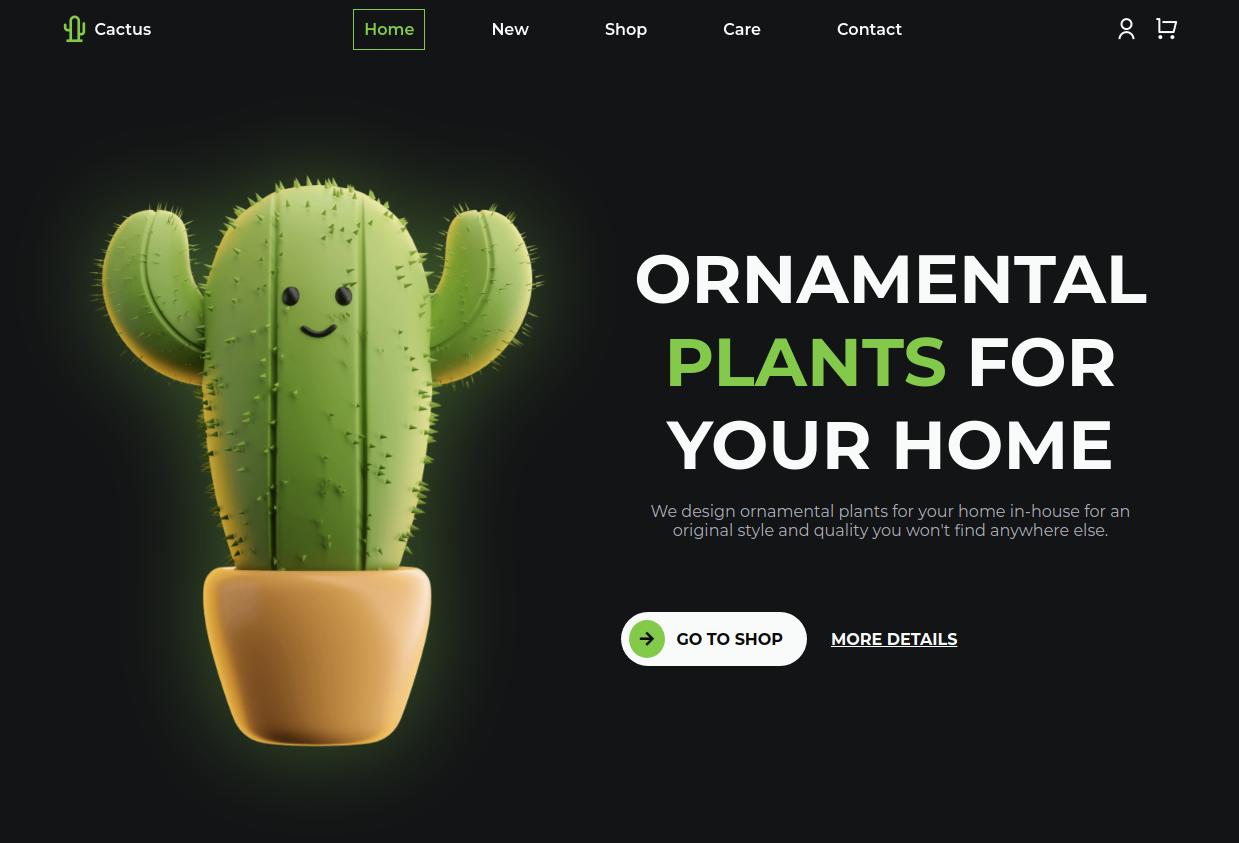 Cactus
Home
New
Shop
Care
Contact
ORNAMENTAL
PLANTS FOR
YOUR HOME
We design ornamental plants for your home in-house for an
original style and quality you won't find anywhere else.
GO TO SHOP
MORE DETAILS